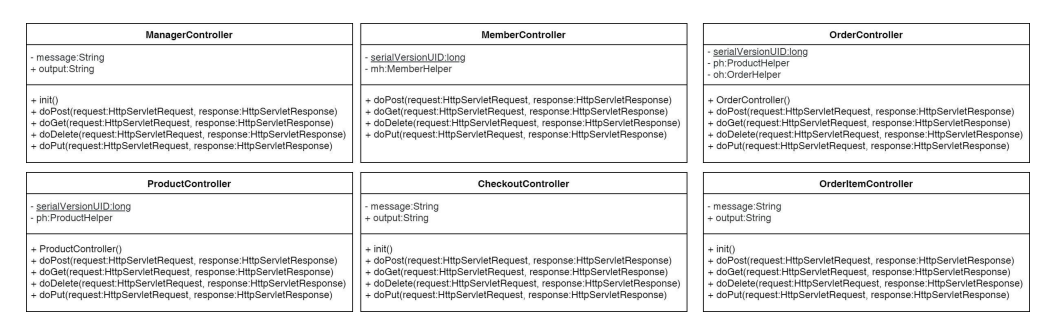 ManagerController
- message:String
+ output:String
+ init()
+ doPost(request:HttpServletRequest, response:HttpServletResponse)
+ doGet(request:HttpServletRequest, response:HttpServletResponse)
+ doDelete(request:HttpServletRequest, response:HttpServletResponse)
+ doPut(request:HttpServletRequest, response:HttpServletResponse)
MemberController
- serialVersionUID:long
- mh:MemberHelper
+ doPost(request:HttpServletRequest, response:HttpServletResponse)
+ doGet(request:HttpServletRequest, response:HttpServletResponse)
+ doDelete(request:HttpServletRequest, response:HttpServletResponse)
+ doPut(request:HttpServletRequest, response:HttpServletResponse)
OrderController
- serialVersionUID:long
- ph:ProductHelper
- oh:OrderHelper
+ OrderController()
+ doPost(request:HttpServletRequest, response:HttpServletResponse)
+ doGet(request:HttpServletRequest, response:HttpServletResponse)
+ doDelete(request:HttpServletRequest, response:HttpServletResponse)
+ doPut(request:HttpServletRequest, response:HttpServletResponse)
ProductController
- serialVersionUID:long
- ph:ProductHelper
+ ProductController()
+ doPost(request:HttpServletRequest, response:HttpServletResponse)
+ doGet(request:HttpServletRequest, response:HttpServletResponse)
+ doDelete(request:HttpServletRequest, response:HttpServletResponse)
+ doPut(request:HttpServletRequest, response:HttpServletResponse)
CheckoutController
- message:String
+ output:String
+ init()
+ doPost(request:HttpServletRequest, response:HttpServletResponse)
+ doGet(request:HttpServletRequest, response:HttpServletResponse)
+ doDelete(request:HttpServletRequest, response:HttpServletResponse)
+ doPut(request:HttpServletRequest, response:HttpServletResponse)
OrderItemController
- message:String
+ output:String
+ init()
+ doPost(request:HttpServletRequest, response:HttpServletResponse)
+ doGet(request:HttpServletRequest, response:HttpServletResponse)
+ doDelete(request:HttpServletRequest, response:HttpServletResponse)
+ doPut(request:HttpServletRequest, response:HttpServletResponse)